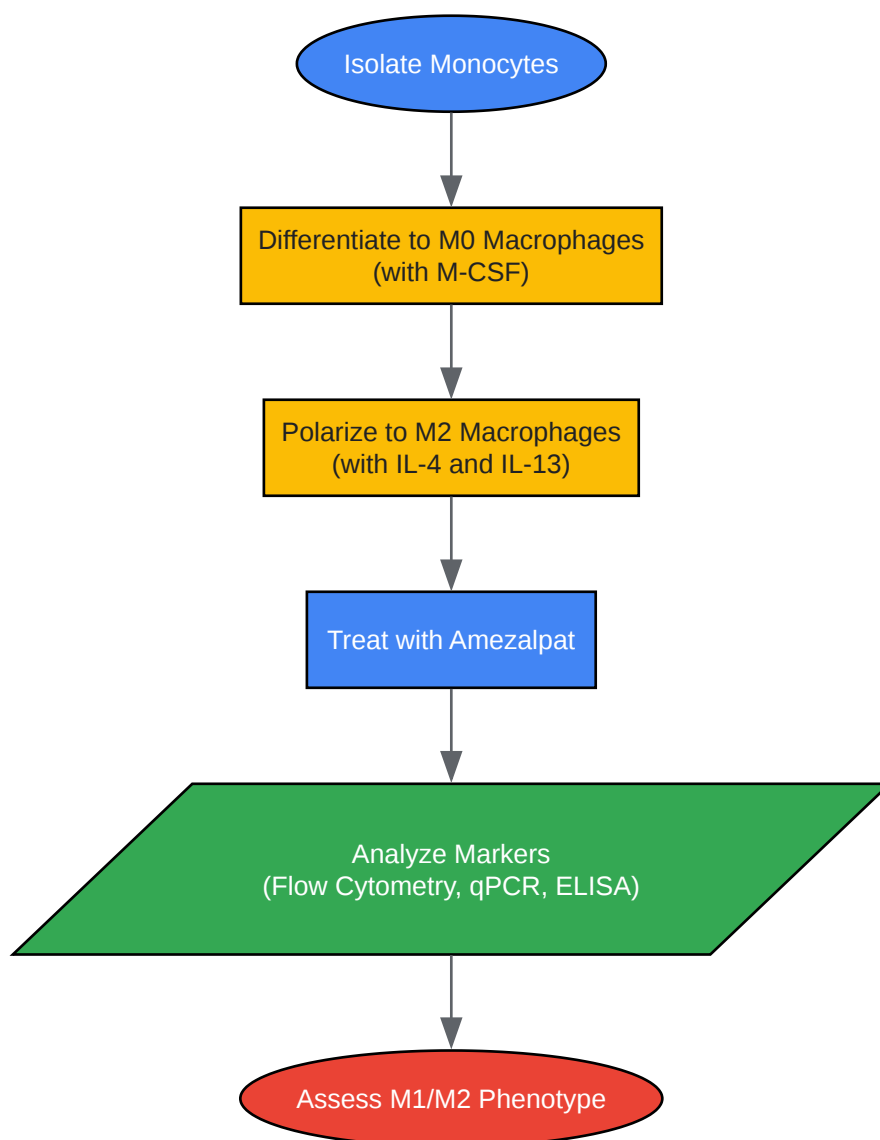 Isolate Monocytes
Differentiate to M0 Macrophages
(with M-CSF)
Polarize to M2 Macrophages
(with IL-4 and IL-13)
Treat with Amezalpat
Analyze Markers
(Flow Cytometry, qPCR, ELISA)
Assess M1/M2 Phenotype